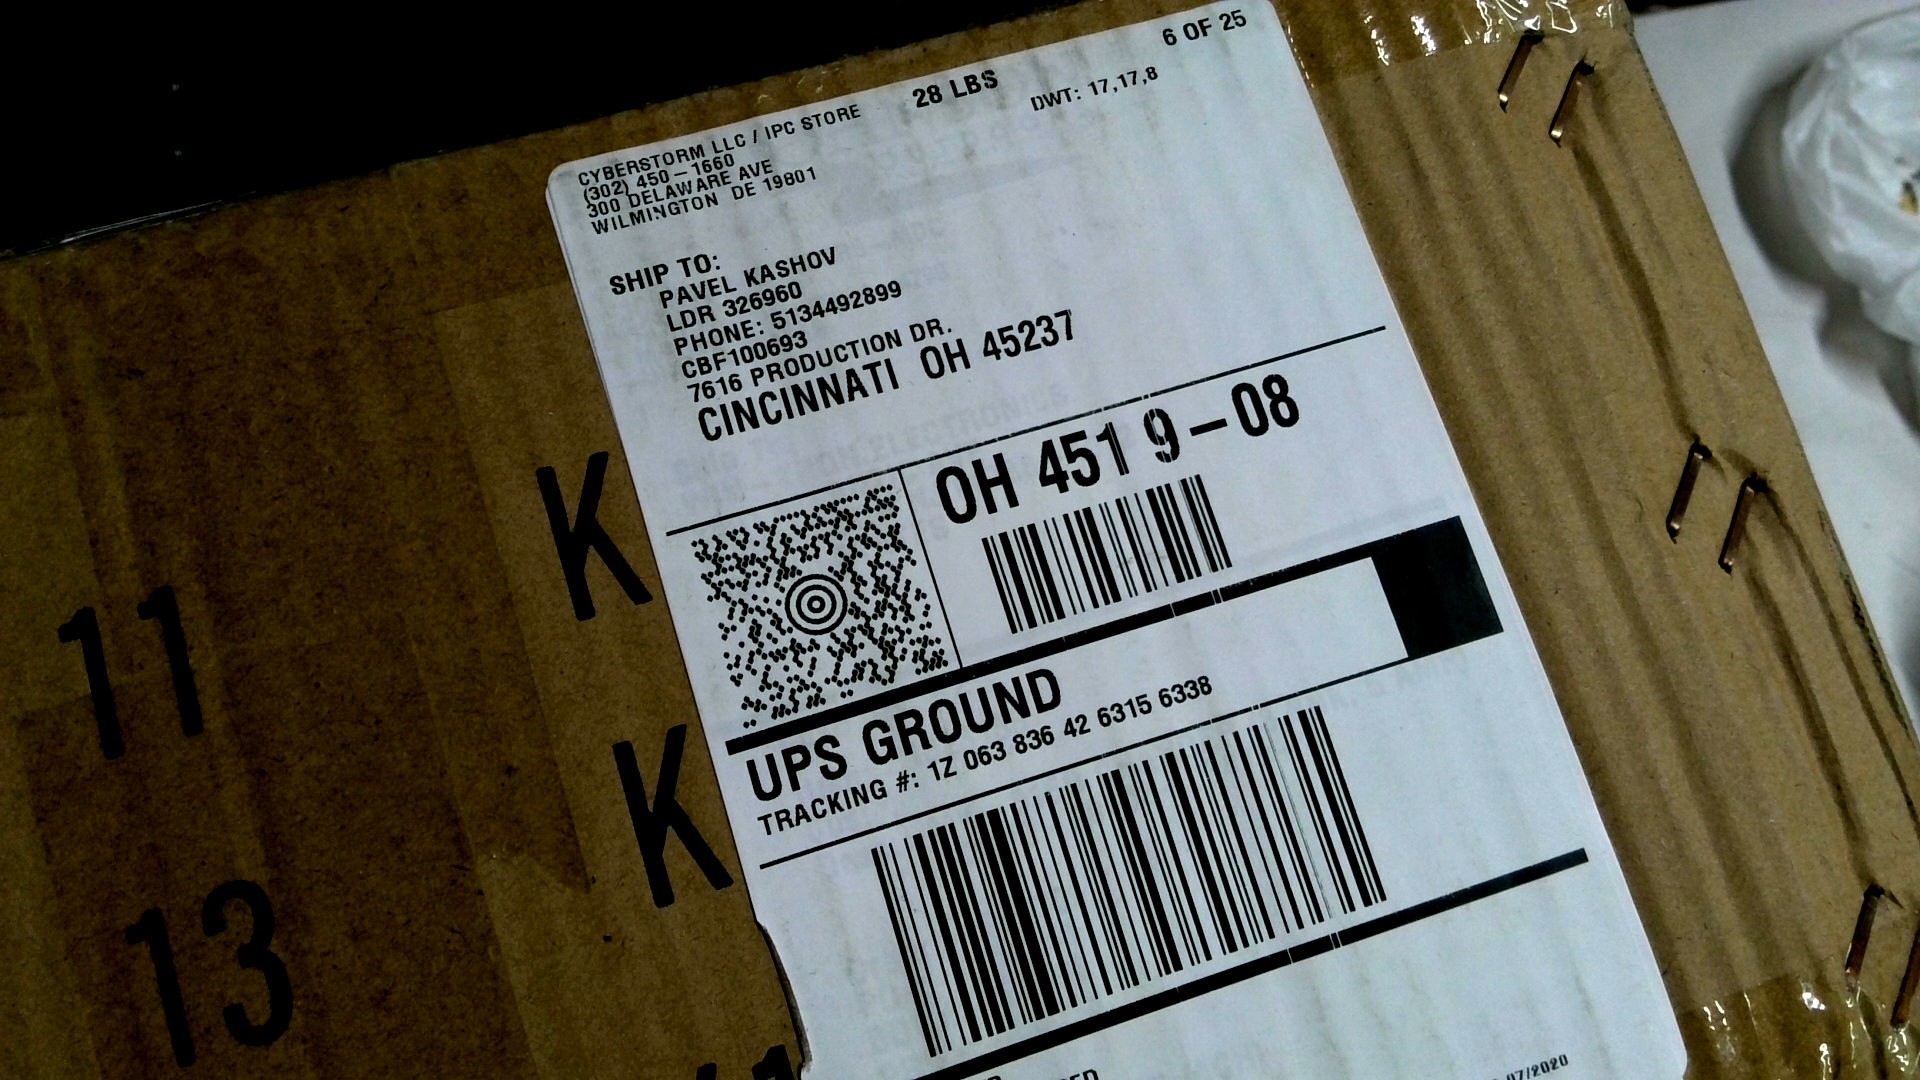 6 OF 25
28 LBS
DWT: 17,17,8
CYBERSTORM LLC / IPC STORE
(302) 450-1660
300 DELAWARE AVE
WILMINGTON DE 19801
SHIP TO:
PAVEL KASHOV
LDR 326960
PHONE: 5134492899
CBF100693
7616 PRODUCTION DR.
CINCINNATI OH 45237
OH 451 9-08
UPS GROUND
TRACKING #: 1Z 063 836 42 6315 6338
K
11
K
13
07/2020